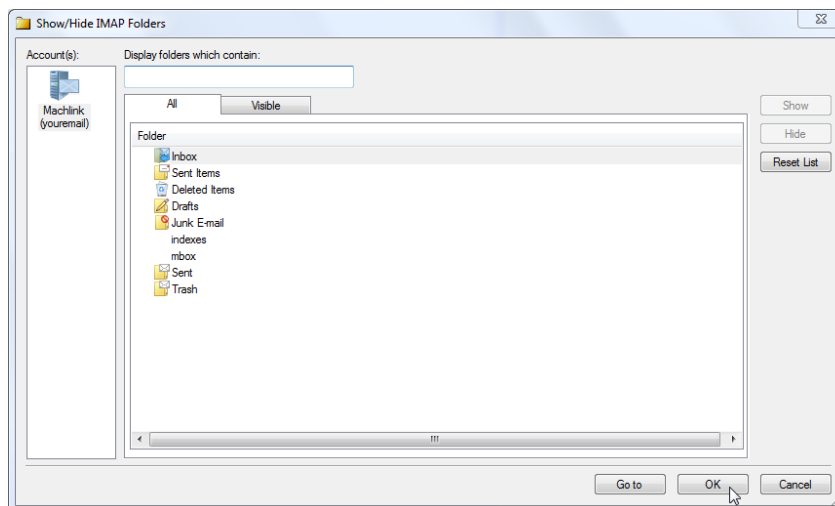 Show/Hide IMAP Folders
Account(s):
Display folders which contain:
Machlink
(youremail)
All
Visible
Show
Hide
Reset List
Folder
Inbox
Sent Items
Deleted Items
Drafts
Junk E-mail
indexes
mbox
Sent
Trash
Go to
OK
Cancel